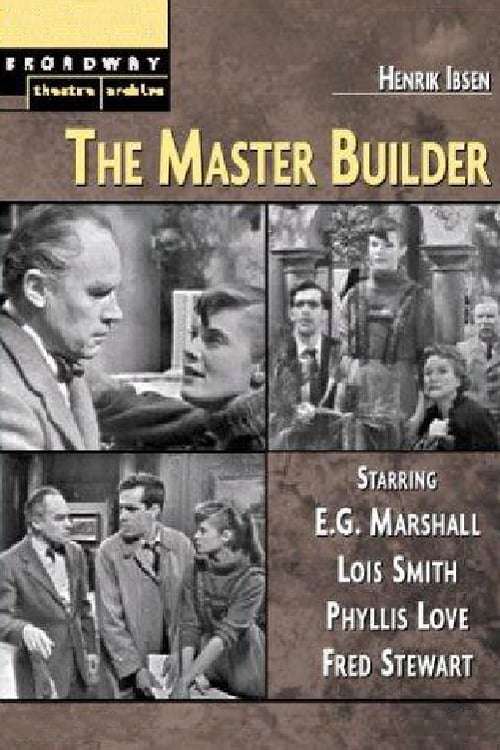 BROADWAY
theatre archive
HENRIK IBSEN
THE MASTER BUILDER
STARRING
E.G. MARSHALL
LOIS SMITH
PHYLLIS LOVE
FRED STEWART